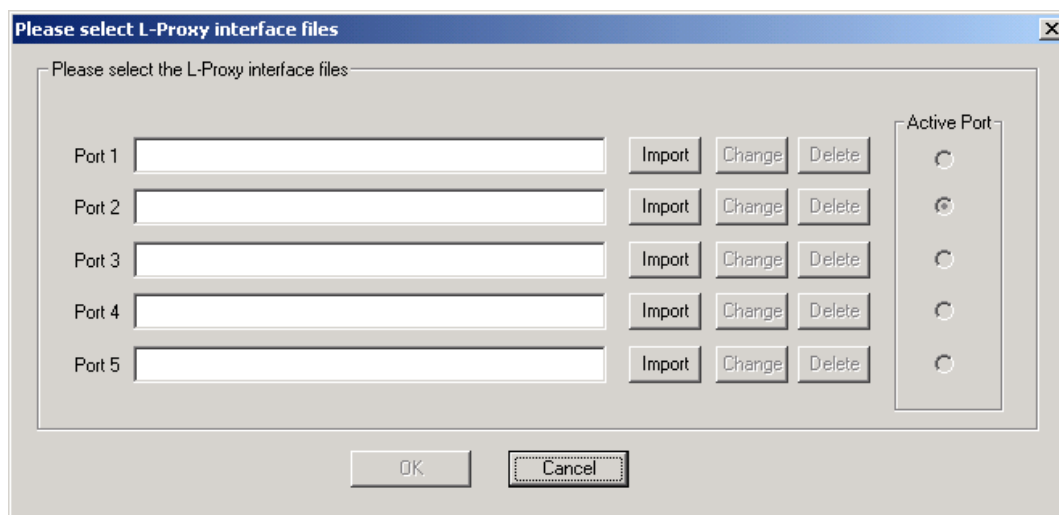 Please select L-Proxy interface files
Please select the L-Proxy interface files
Active Port
Port 1 Import Change Delete
Port 2 Import Change Delete
Port 3 Import Change Delete
Port 4 Import Change Delete
Port 5 Import Change Delete
OK Cancel